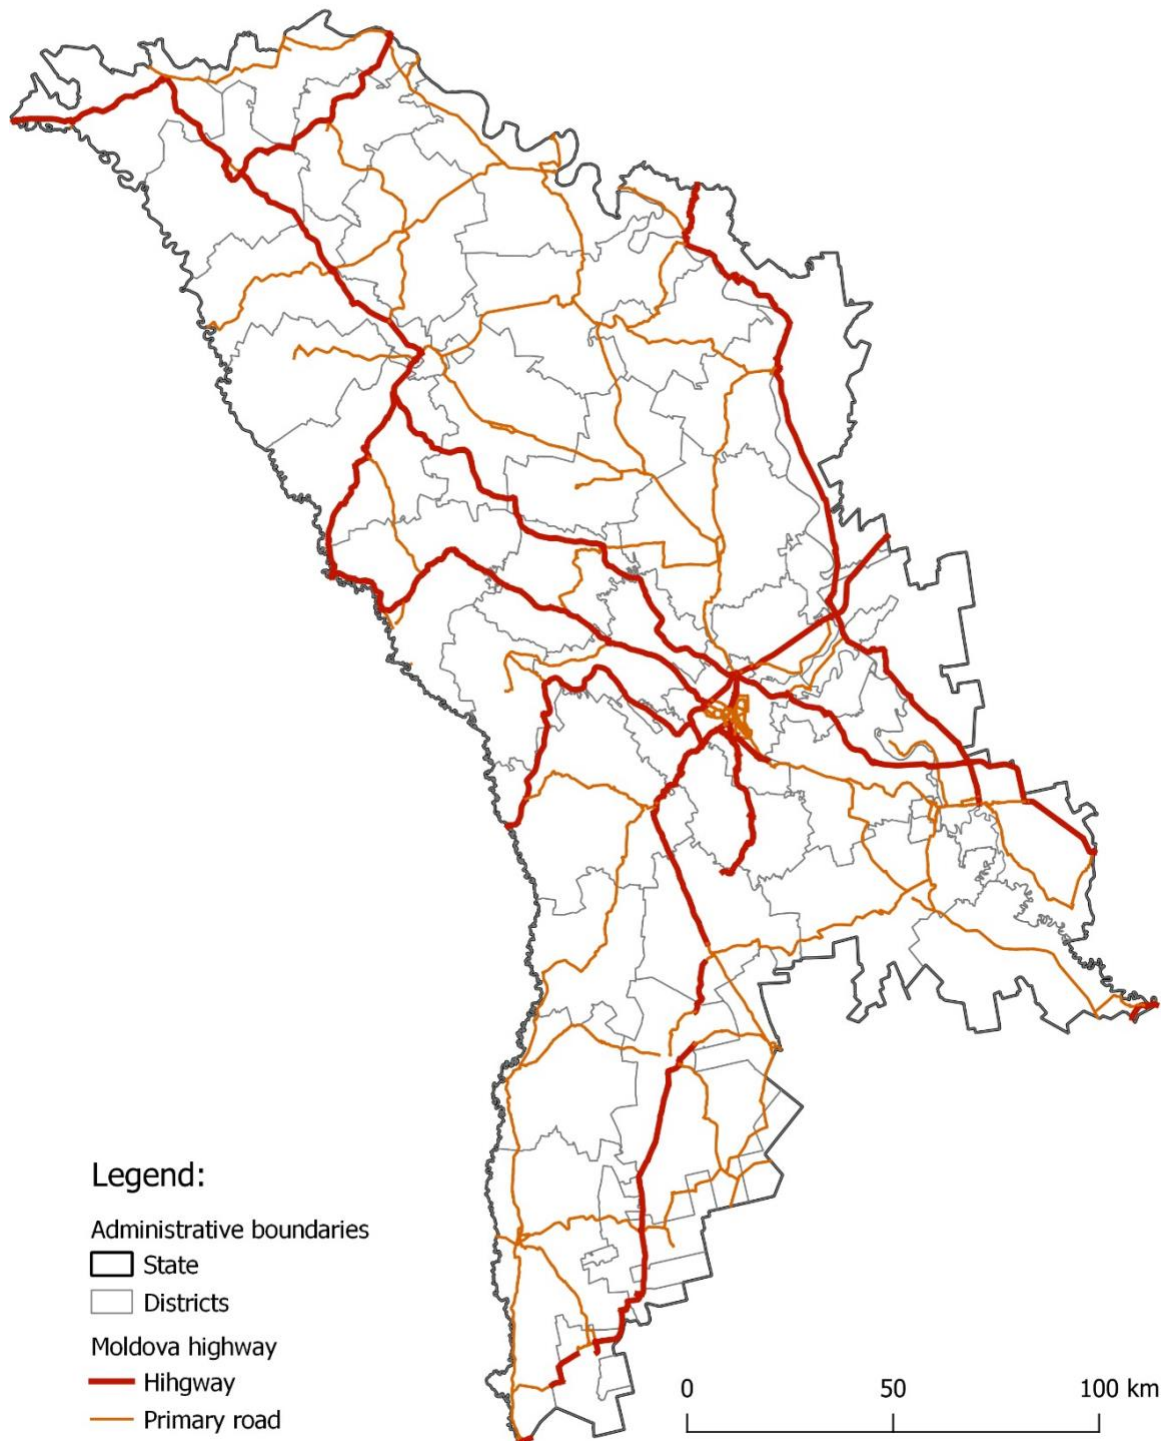 Legend:
Administrative boundaries
State
Districts
Moldova highway
Hihgway
Primary road
0 50 100 km